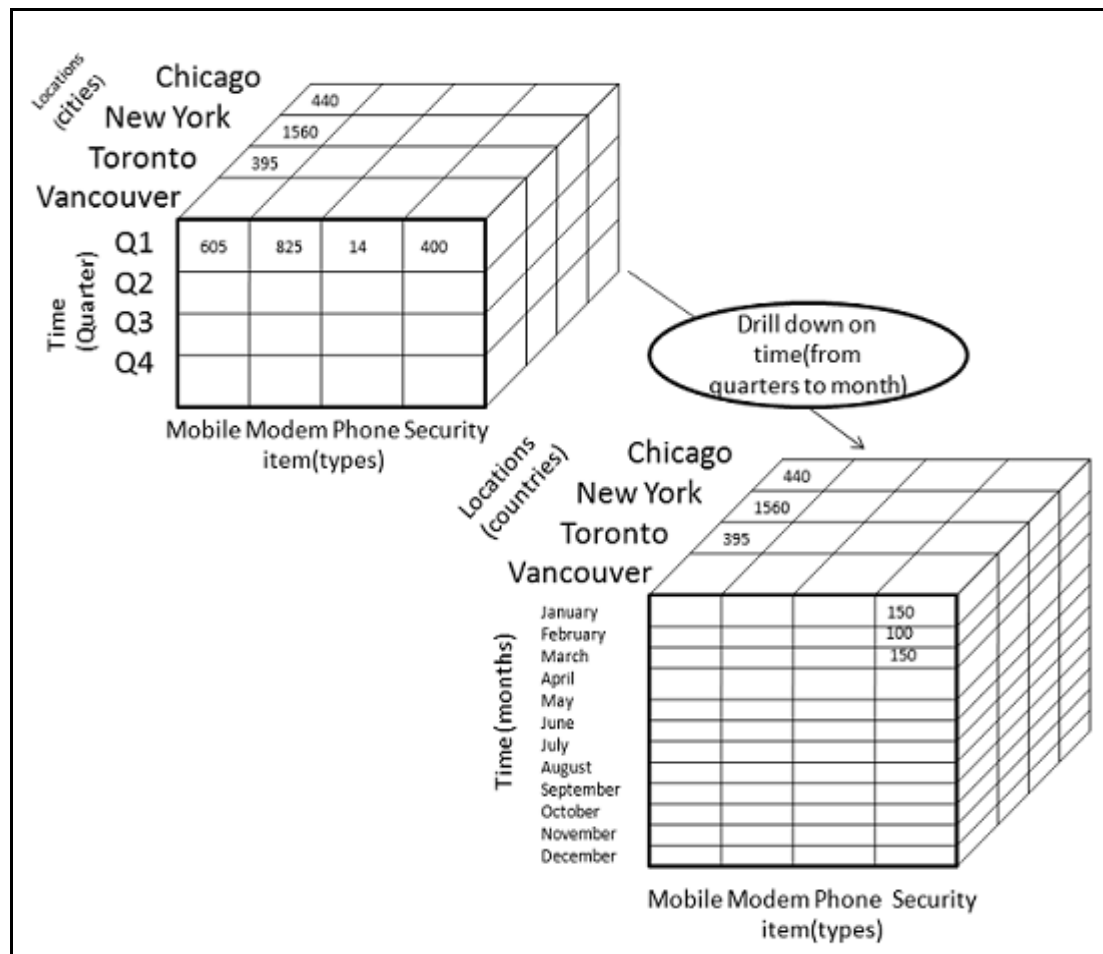 Locations
(cities)
Chicago
440
New York
1560
Toronto
395
Vancouver
Time
(Quarter)
Q1 605 825 14 400
Q2
Q3
Q4
Mobile Modem Phone Security
item(types)
Drill down on
time(from
quarters to month)
Locations
(countries)
Chicago
440
New York
1560
Toronto
395
Vancouver
Time (months)
January 150
February 100
March 150
April
May
June
July
August
September
October
November
December
Mobile Modem Phone Security
item(types)